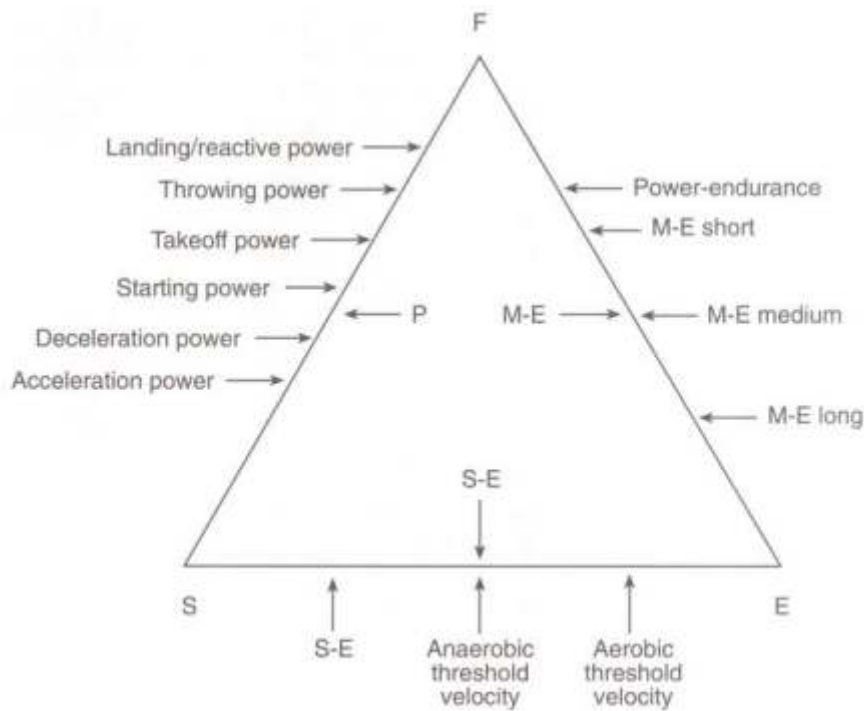 F
Landing/reactive power
Throwing power
Power-endurance
Takeoff power
M-E short
Starting power
P
M-E
M-E medium
Deceleration power
Acceleration power
M-E long
S-E
S
E
S-E
Anaerobic
threshold
velocity
Aerobic
threshold
velocity